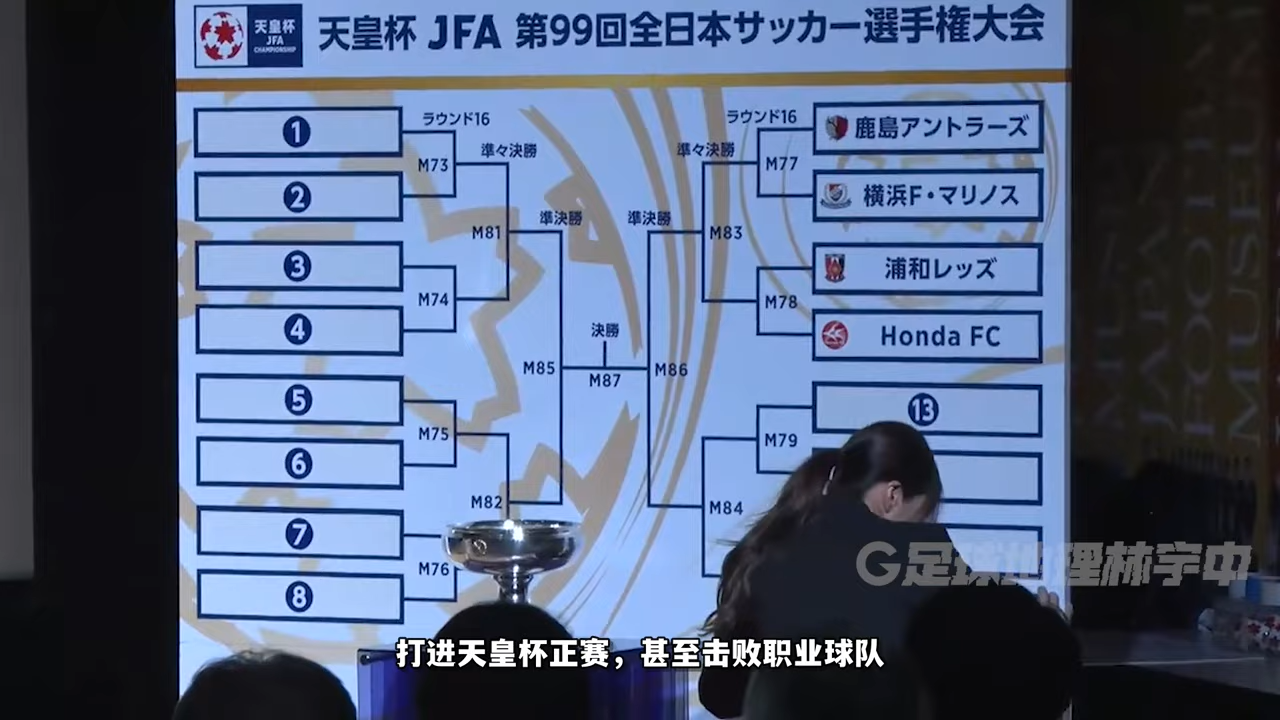 天皇杯
JFA
CHAMPIONSHIP
天皇杯 JFA 第99回全日本サッカー選手権大会
ラウンド16
準々決勝
準決勝
決勝
準決勝
準々決勝
ラウンド16
1
2
3
4
5
6
7
8
M73
M74
M75
M76
M81
M82
M85
M87
M86
M83
M84
M77
M78
M79
鹿島アントラーズ
横浜F・マリノス
浦和レッズ
Honda FC
13
JAPAN
FOOTBALL
MUSEUM
G足球地理林宇中
打进天皇杯正赛，甚至击败职业球队